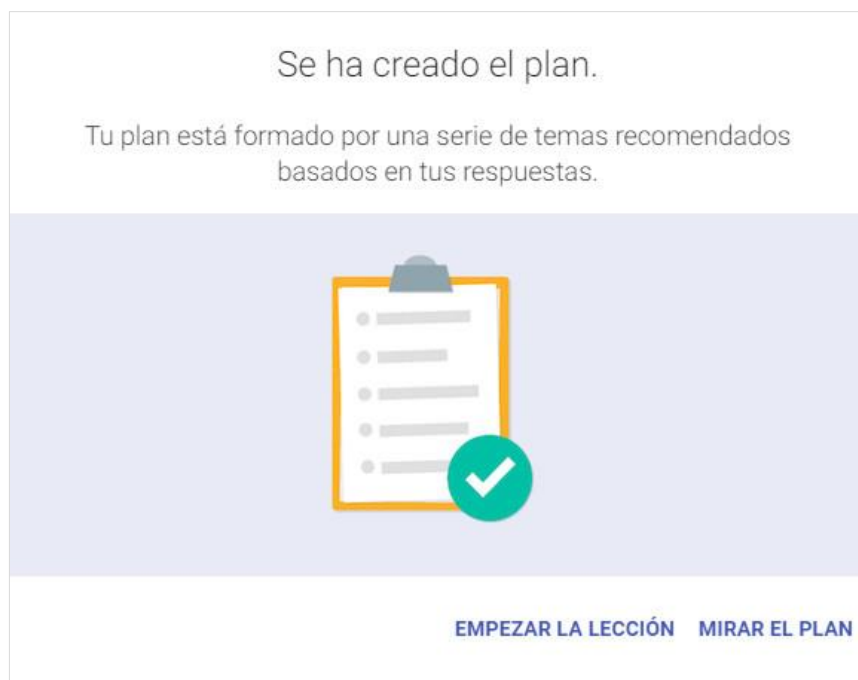 Se ha creado el plan.
Tu plan está formado por una serie de temas recomendados
basados en tus respuestas.
EMPEZAR LA LECCIÓN MIRAR EL PLAN